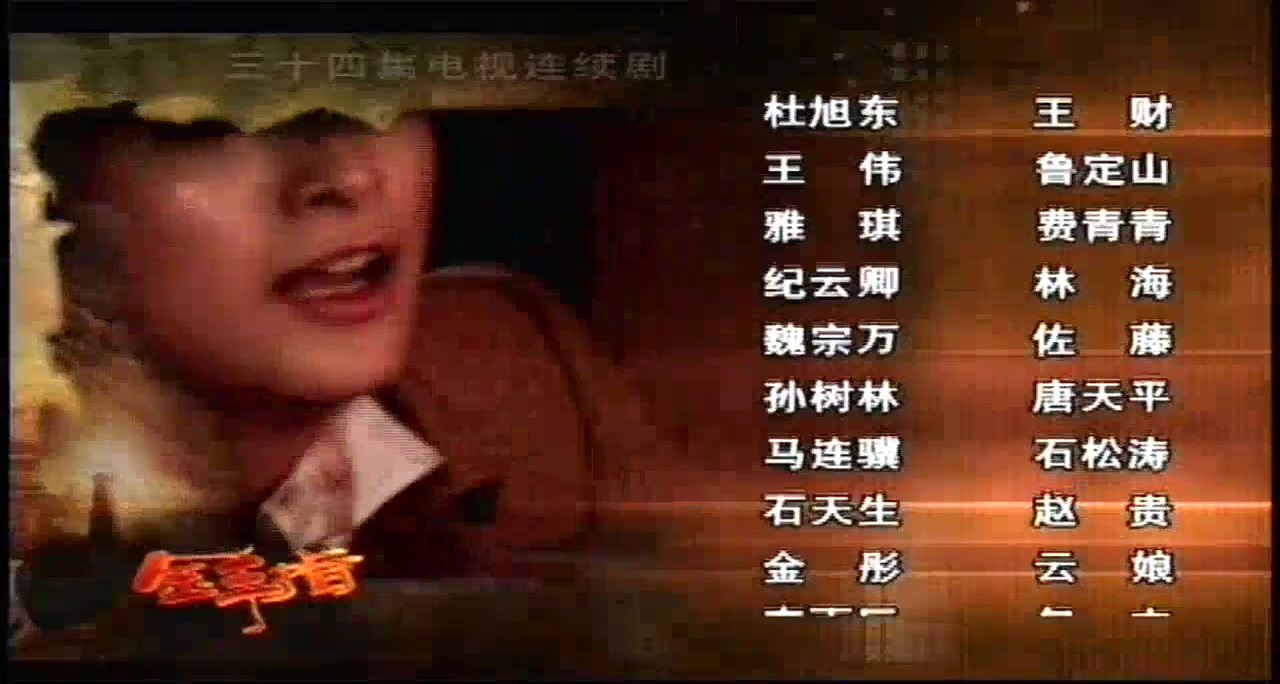 三十四集电视连续剧
杜旭东 王财
王伟 鲁定山
雅琪 费青青
纪云卿 林海
魏宗万 佐藤
孙树林 唐天平
马连骥 石松涛
石天生 赵贵
金彤 云娘